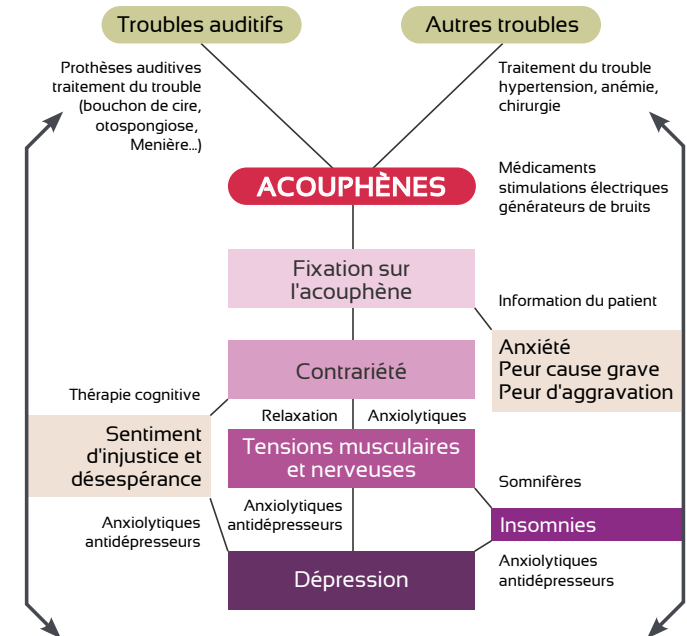 Troubles auditifs
Autres troubles
Prothèses auditives
traitement du trouble
(bouchon de cire,
otospongiose,
Menière...)
Traitement du trouble
hypertension, anémie,
chirurgie
ACOUPHÈNES
Médicaments
stimulations électriques
générateurs de bruits
Fixation sur
l'acouphène
Information du patient
Anxiété
Peur cause grave
Peur d'aggravation
Contrariété
Thérapie cognitive
Relaxation
Anxiolytiques
Sentiment
d'injustice et
désespérance
Tensions musculaires
et nerveuses
Somnifères
Anxiolytiques
antidépresseurs
Anxiolytiques
antidépresseurs
Insomnies
Anxiolytiques
antidépresseurs
Dépression